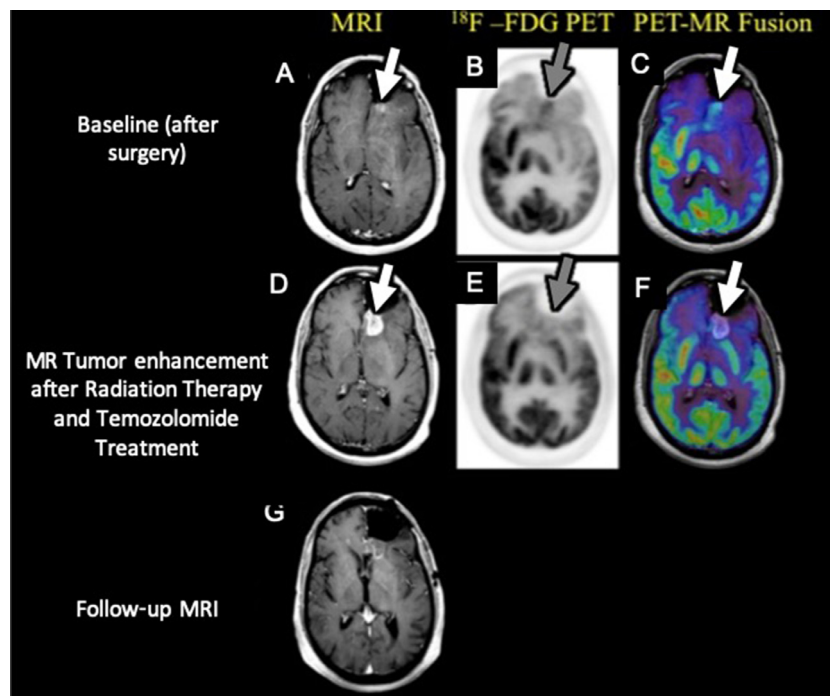 MRI
¹⁸F –FDG PET
PET-MR Fusion
A
B
C
Baseline (after
surgery)
D
E
F
MR Tumor enhancement
after Radiation Therapy
and Temozolomide
Treatment
G
Follow-up MRI